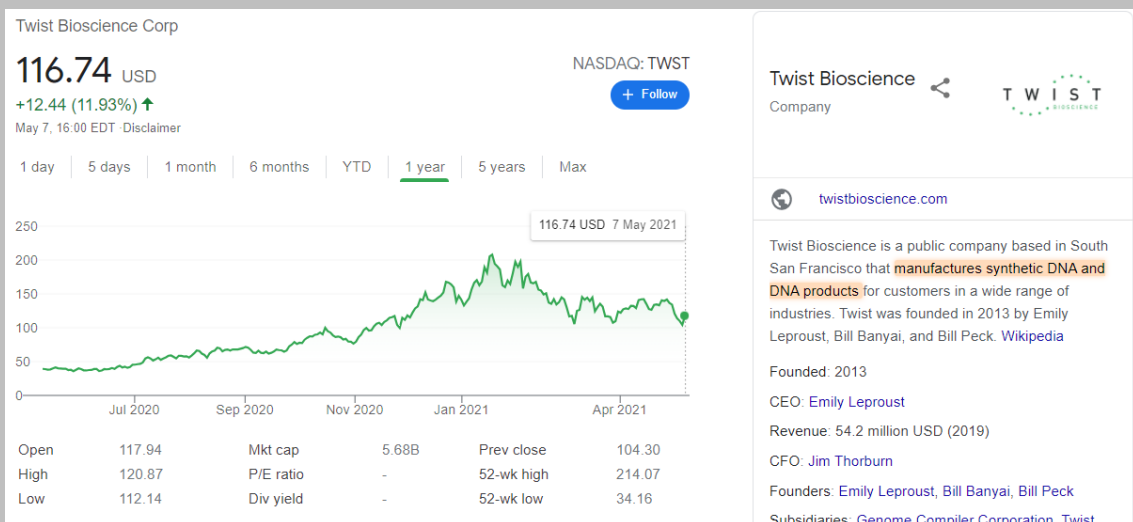 Twist Bioscience Corp
116.74 USD
+12.44 (11.93%)
May 7, 16:00 EDT ·Disclaimer
NASDAQ: TWST
+ Follow
1 day 5 days 1 month 6 months YTD 1 year 5 years Max
116.74 USD 7 May 2021
250
200
150
100
50
0
Jul 2020 Sep 2020 Nov 2020 Jan 2021 Apr 2021
Open 117.94 Mkt cap 5.68B Prev close 104.30
High 120.87 P/E ratio - 52-wk high 214.07
Low 112.14 Div yield - 52-wk low 34.16
Twist Bioscience
Company
TWIST
BIOSCIENCE
twistbioscience.com
Twist Bioscience is a public company based in South
San Francisco that manufactures synthetic DNA and
DNA products for customers in a wide range of
industries. Twist was founded in 2013 by Emily
Leproust, Bill Banyai, and Bill Peck. Wikipedia
Founded: 2013
CEO: Emily Leproust
Revenue: 54.2 million USD (2019)
CFO: Jim Thorburn
Founders: Emily Leproust, Bill Banyai, Bill Peck
Subsidiaries: Genome Compiler Corporation, Twist